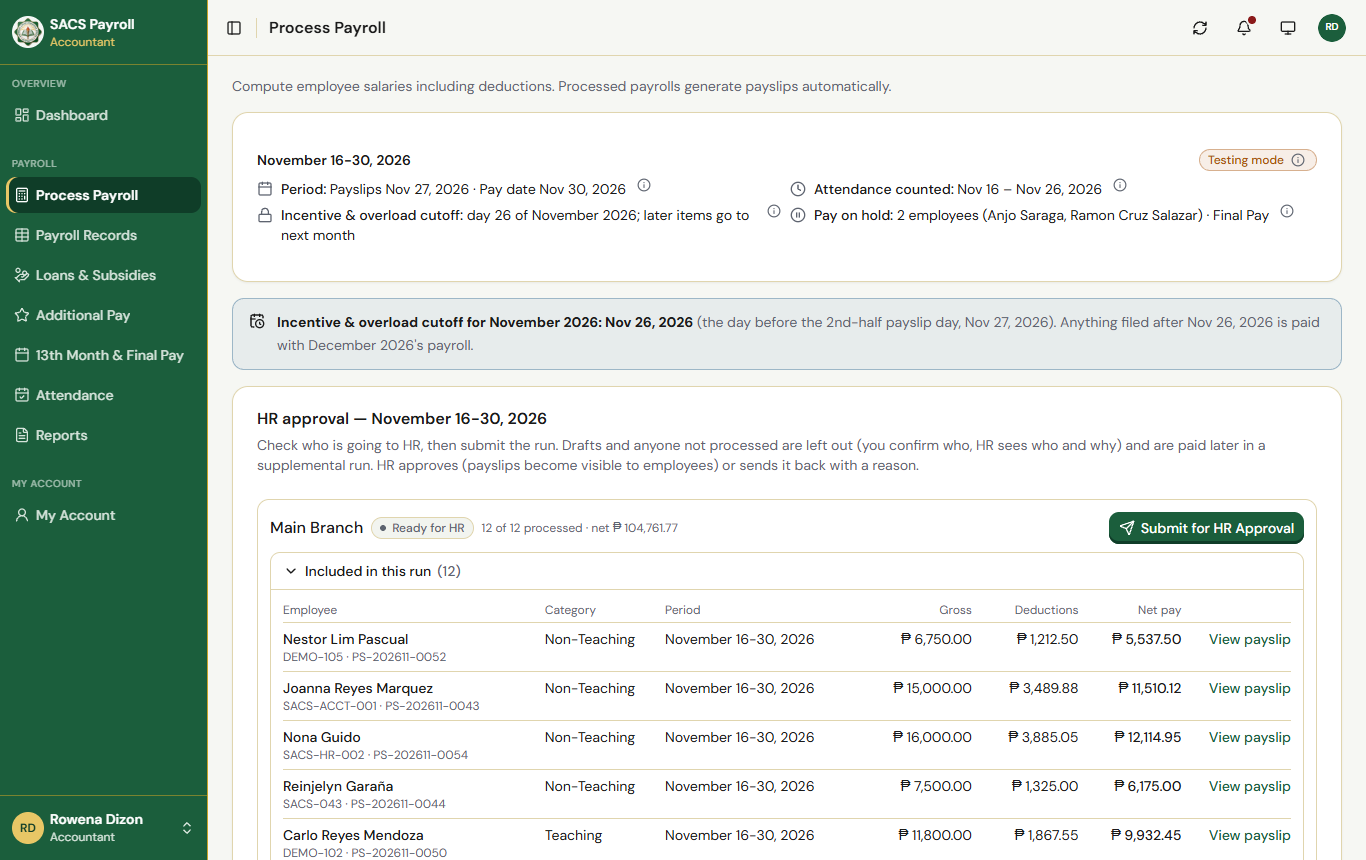 SACS Payroll
Accountant
OVERVIEW
Dashboard
PAYROLL
Process Payroll
Payroll Records
Loans & Subsidies
Additional Pay
13th Month & Final Pay
Attendance
Reports
MY ACCOUNT
My Account
RD
Rowena Dizon
Accountant
Process Payroll
RD
Compute employee salaries including deductions. Processed payrolls generate payslips automatically.
November 16–30, 2026
Testing mode
Period: Payslips Nov 27, 2026 · Pay date Nov 30, 2026
Attendance counted: Nov 16 – Nov 26, 2026
Incentive & overload cutoff: day 26 of November 2026; later items go to
next month
Pay on hold: 2 employees (Anjo Saraga, Ramon Cruz Salazar) · Final Pay
Incentive & overload cutoff for November 2026: Nov 26, 2026 (the day before the 2nd-half payslip day, Nov 27, 2026). Anything filed after Nov 26, 2026 is paid
with December 2026's payroll.
HR approval — November 16–30, 2026
Check who is going to HR, then submit the run. Drafts and anyone not processed are left out (you confirm who, HR sees who and why) and are paid later in a
supplemental run. HR approves (payslips become visible to employees) or sends it back with a reason.
Main Branch
Ready for HR
12 of 12 processed · net ₱ 104,761.77
Submit for HR Approval
Included in this run (12)
Employee Category Period Gross Deductions Net pay
Nestor Lim Pascual Non-Teaching November 16-30, 2026 ₱ 6,750.00 ₱ 1,212.50 ₱ 5,537.50 View payslip
DEMO-105 · PS-202611-0052
Joanna Reyes Marquez Non-Teaching November 16-30, 2026 ₱ 15,000.00 ₱ 3,489.88 ₱ 11,510.12 View payslip
SACS-ACCT-001 · PS-202611-0043
Nona Guido Non-Teaching November 16-30, 2026 ₱ 16,000.00 ₱ 3,885.05 ₱ 12,114.95 View payslip
SACS-HR-002 · PS-202611-0054
Reinjelyn Garaña Non-Teaching November 16-30, 2026 ₱ 7,500.00 ₱ 1,325.00 ₱ 6,175.00 View payslip
SACS-043 · PS-202611-0044
Carlo Reyes Mendoza Teaching November 16-30, 2026 ₱ 11,800.00 ₱ 1,867.55 ₱ 9,932.45 View payslip
DEMO-102 · PS-202611-0050